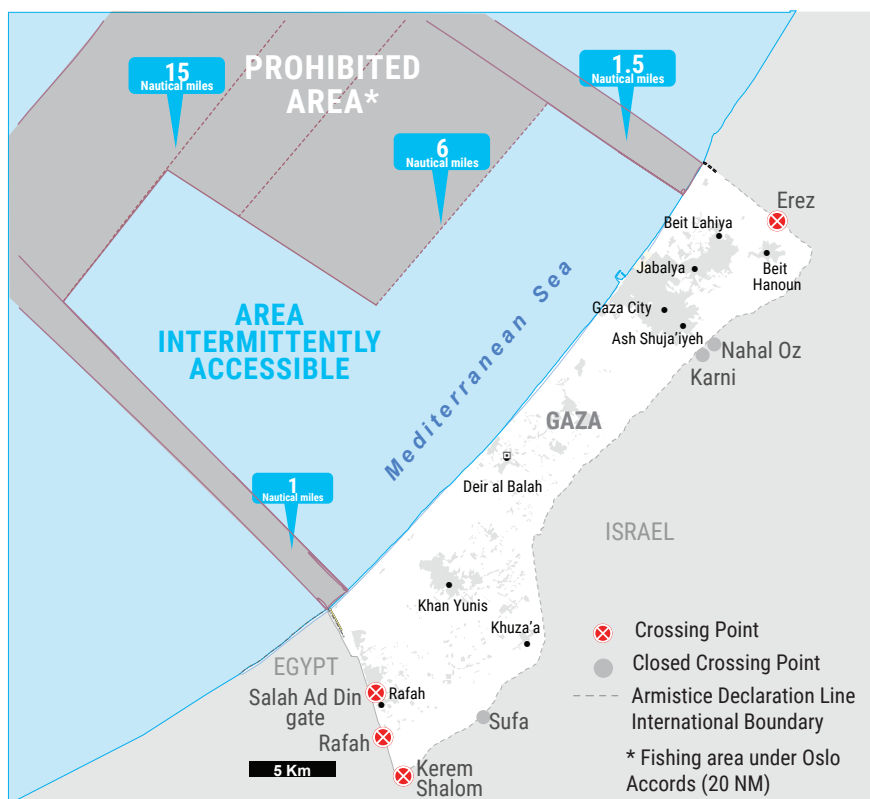 15
Nautical miles
PROHIBITED
AREA*
1.5
Nautical miles
6
Nautical miles
Erez
Beit Lahiya
Jabalya
Beit
Hanoun
Gaza City
Ash Shuja’iyeh
Nahal Oz
Karni
AREA
INTERMITTENTLY
ACCESSIBLE
Mediterranean Sea
GAZA
Deir al Balah
1
Nautical miles
ISRAEL
Khan Yunis
Khuza’a
EGYPT
Salah Ad Din
gate
Rafah
Rafah
Sufa
Kerem
Shalom
5 Km
Crossing Point
Closed Crossing Point
Armistice Declaration Line
International Boundary
* Fishing area under Oslo
Accords (20 NM)